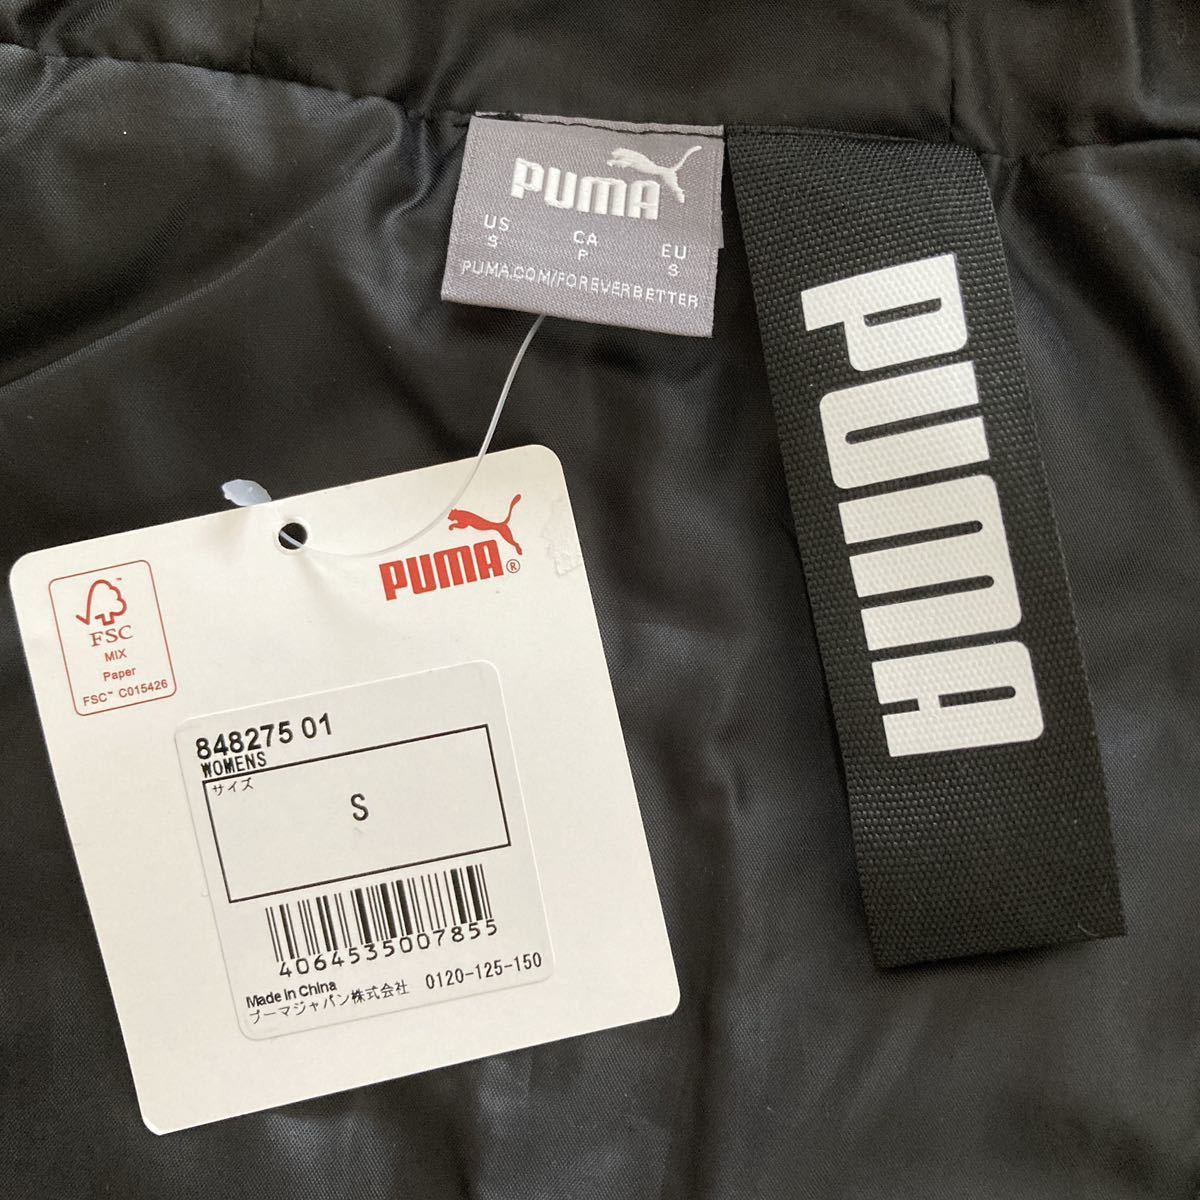 PUMA
US CA EU
S P S
PUMA.COM/FOREVERBETTER
PUMA
PUMA®
FSC
MIX
Paper
FSC™ C015426
848275 01
WOMENS
サイズ
S
4064535007855
Made in China
プーマジャパン株式会社 0120-125-150